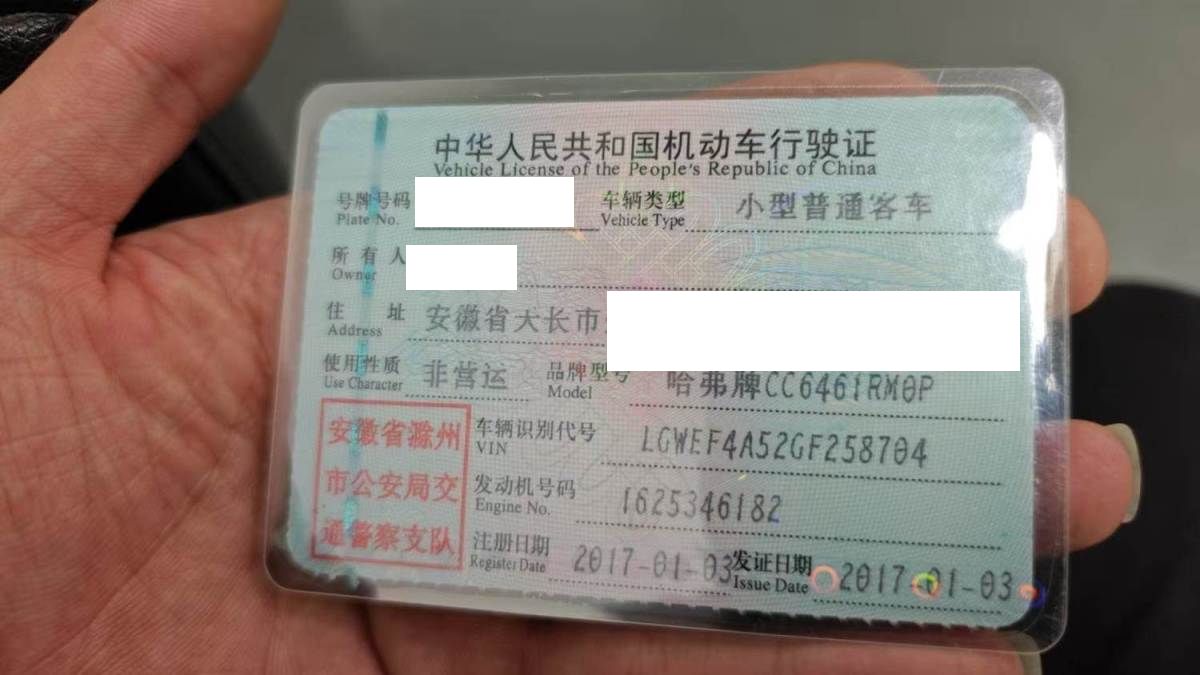 中华人民共和国机动车行驶证
Vehicle License of the People's Republic of China
号牌号码 车辆类型 小型普通客车
Plate No. Vehicle Type
所有人
Owner
住址 安徽省天长市
Address
使用性质 非营运 品牌型号 哈弗牌CC6461RM0P
Use Character Model
安徽省滁州
市公安局交
通警察支队
车辆识别代号 LGWEF4A52GF258704
VIN
发动机号码 1625346182
Engine No.
注册日期 2017-01-03 发证日期 2017-01-03
Register Date Issue Date